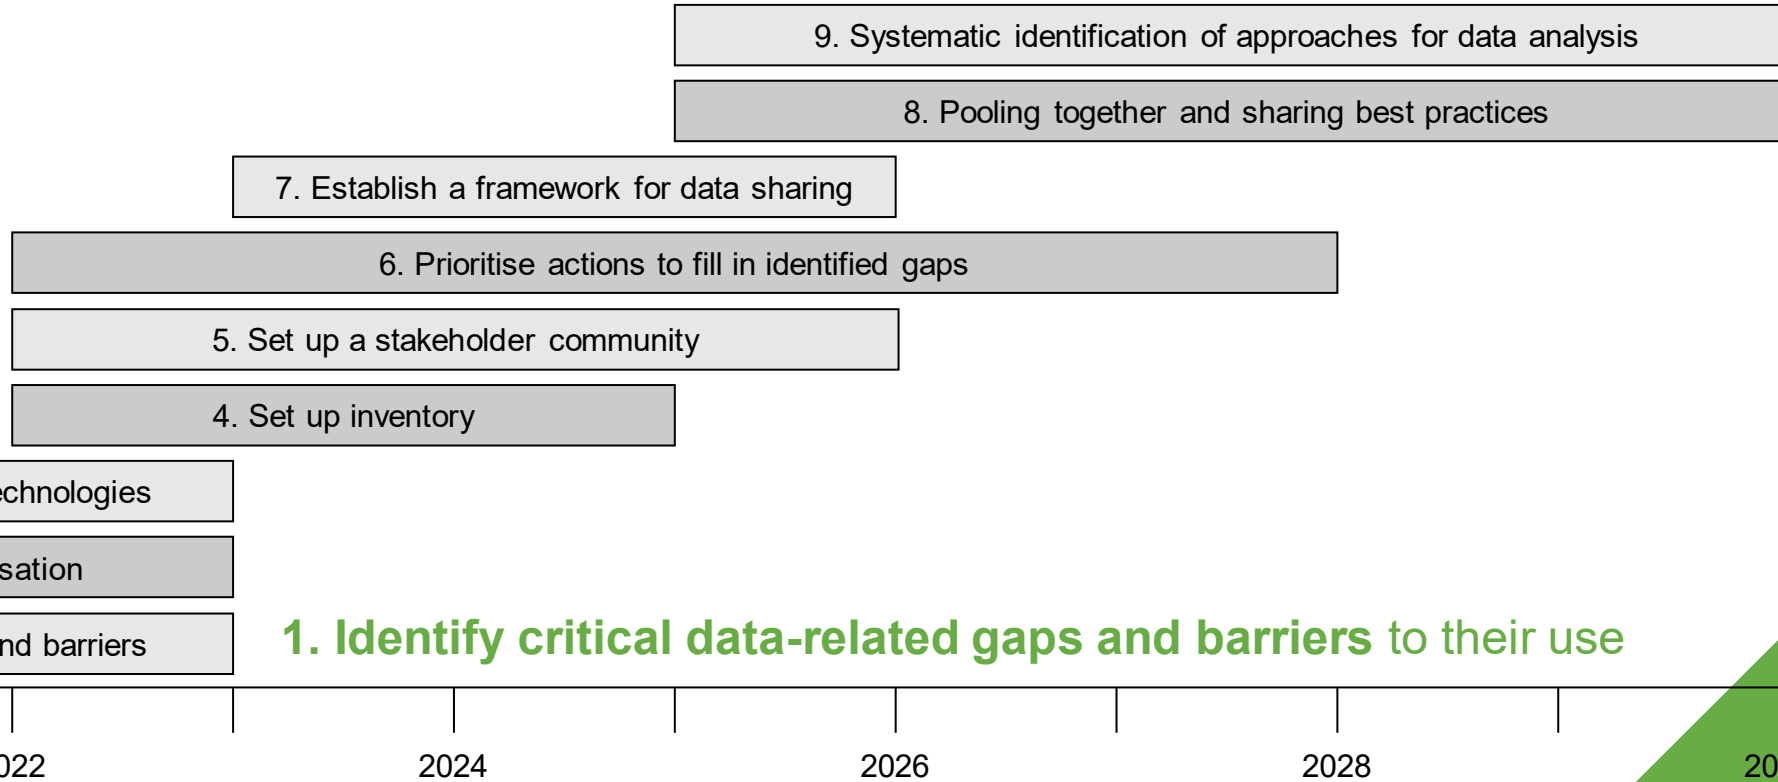 9. Systematic identification of approaches for data analysis
8. Pooling together and sharing best practices
7. Establish a framework for data sharing
6. Prioritise actions to fill in identified gaps
5. Set up a stakeholder community
4. Set up inventory
echnologies
sation
nd barriers
1. Identify critical data-related gaps and barriers to their use
022 2024 2026 2028 20